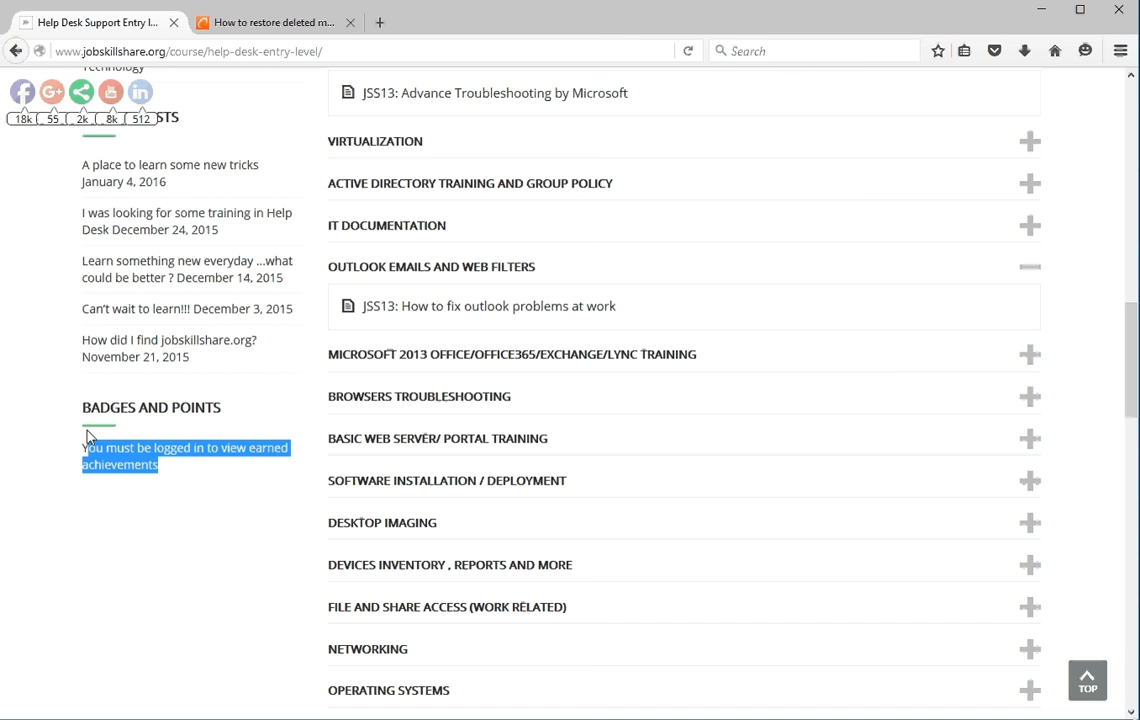 Help Desk Support Entry l...
How to restore deleted m...
www.jobskillshare.org/course/help-desk-entry-level/
Search
Technology
18k
55
2k
8k
512
STS
A place to learn some new tricks
January 4, 2016
I was looking for some training in Help
Desk December 24, 2015
Learn something new everyday ...what
could be better ? December 14, 2015
Can't wait to learn!!! December 3, 2015
How did I find jobskillshare.org?
November 21, 2015
BADGES AND POINTS
You must be logged in to view earned
achievements
JSS13: Advance Troubleshooting by Microsoft
VIRTUALIZATION
ACTIVE DIRECTORY TRAINING AND GROUP POLICY
IT DOCUMENTATION
OUTLOOK EMAILS AND WEB FILTERS
JSS13: How to fix outlook problems at work
MICROSOFT 2013 OFFICE/OFFICE365/EXCHANGE/LYNC TRAINING
BROWSERS TROUBLESHOOTING
BASIC WEB SERVER/ PORTAL TRAINING
SOFTWARE INSTALLATION / DEPLOYMENT
DESKTOP IMAGING
DEVICES INVENTORY , REPORTS AND MORE
FILE AND SHARE ACCESS (WORK RELATED)
NETWORKING
OPERATING SYSTEMS
TOP